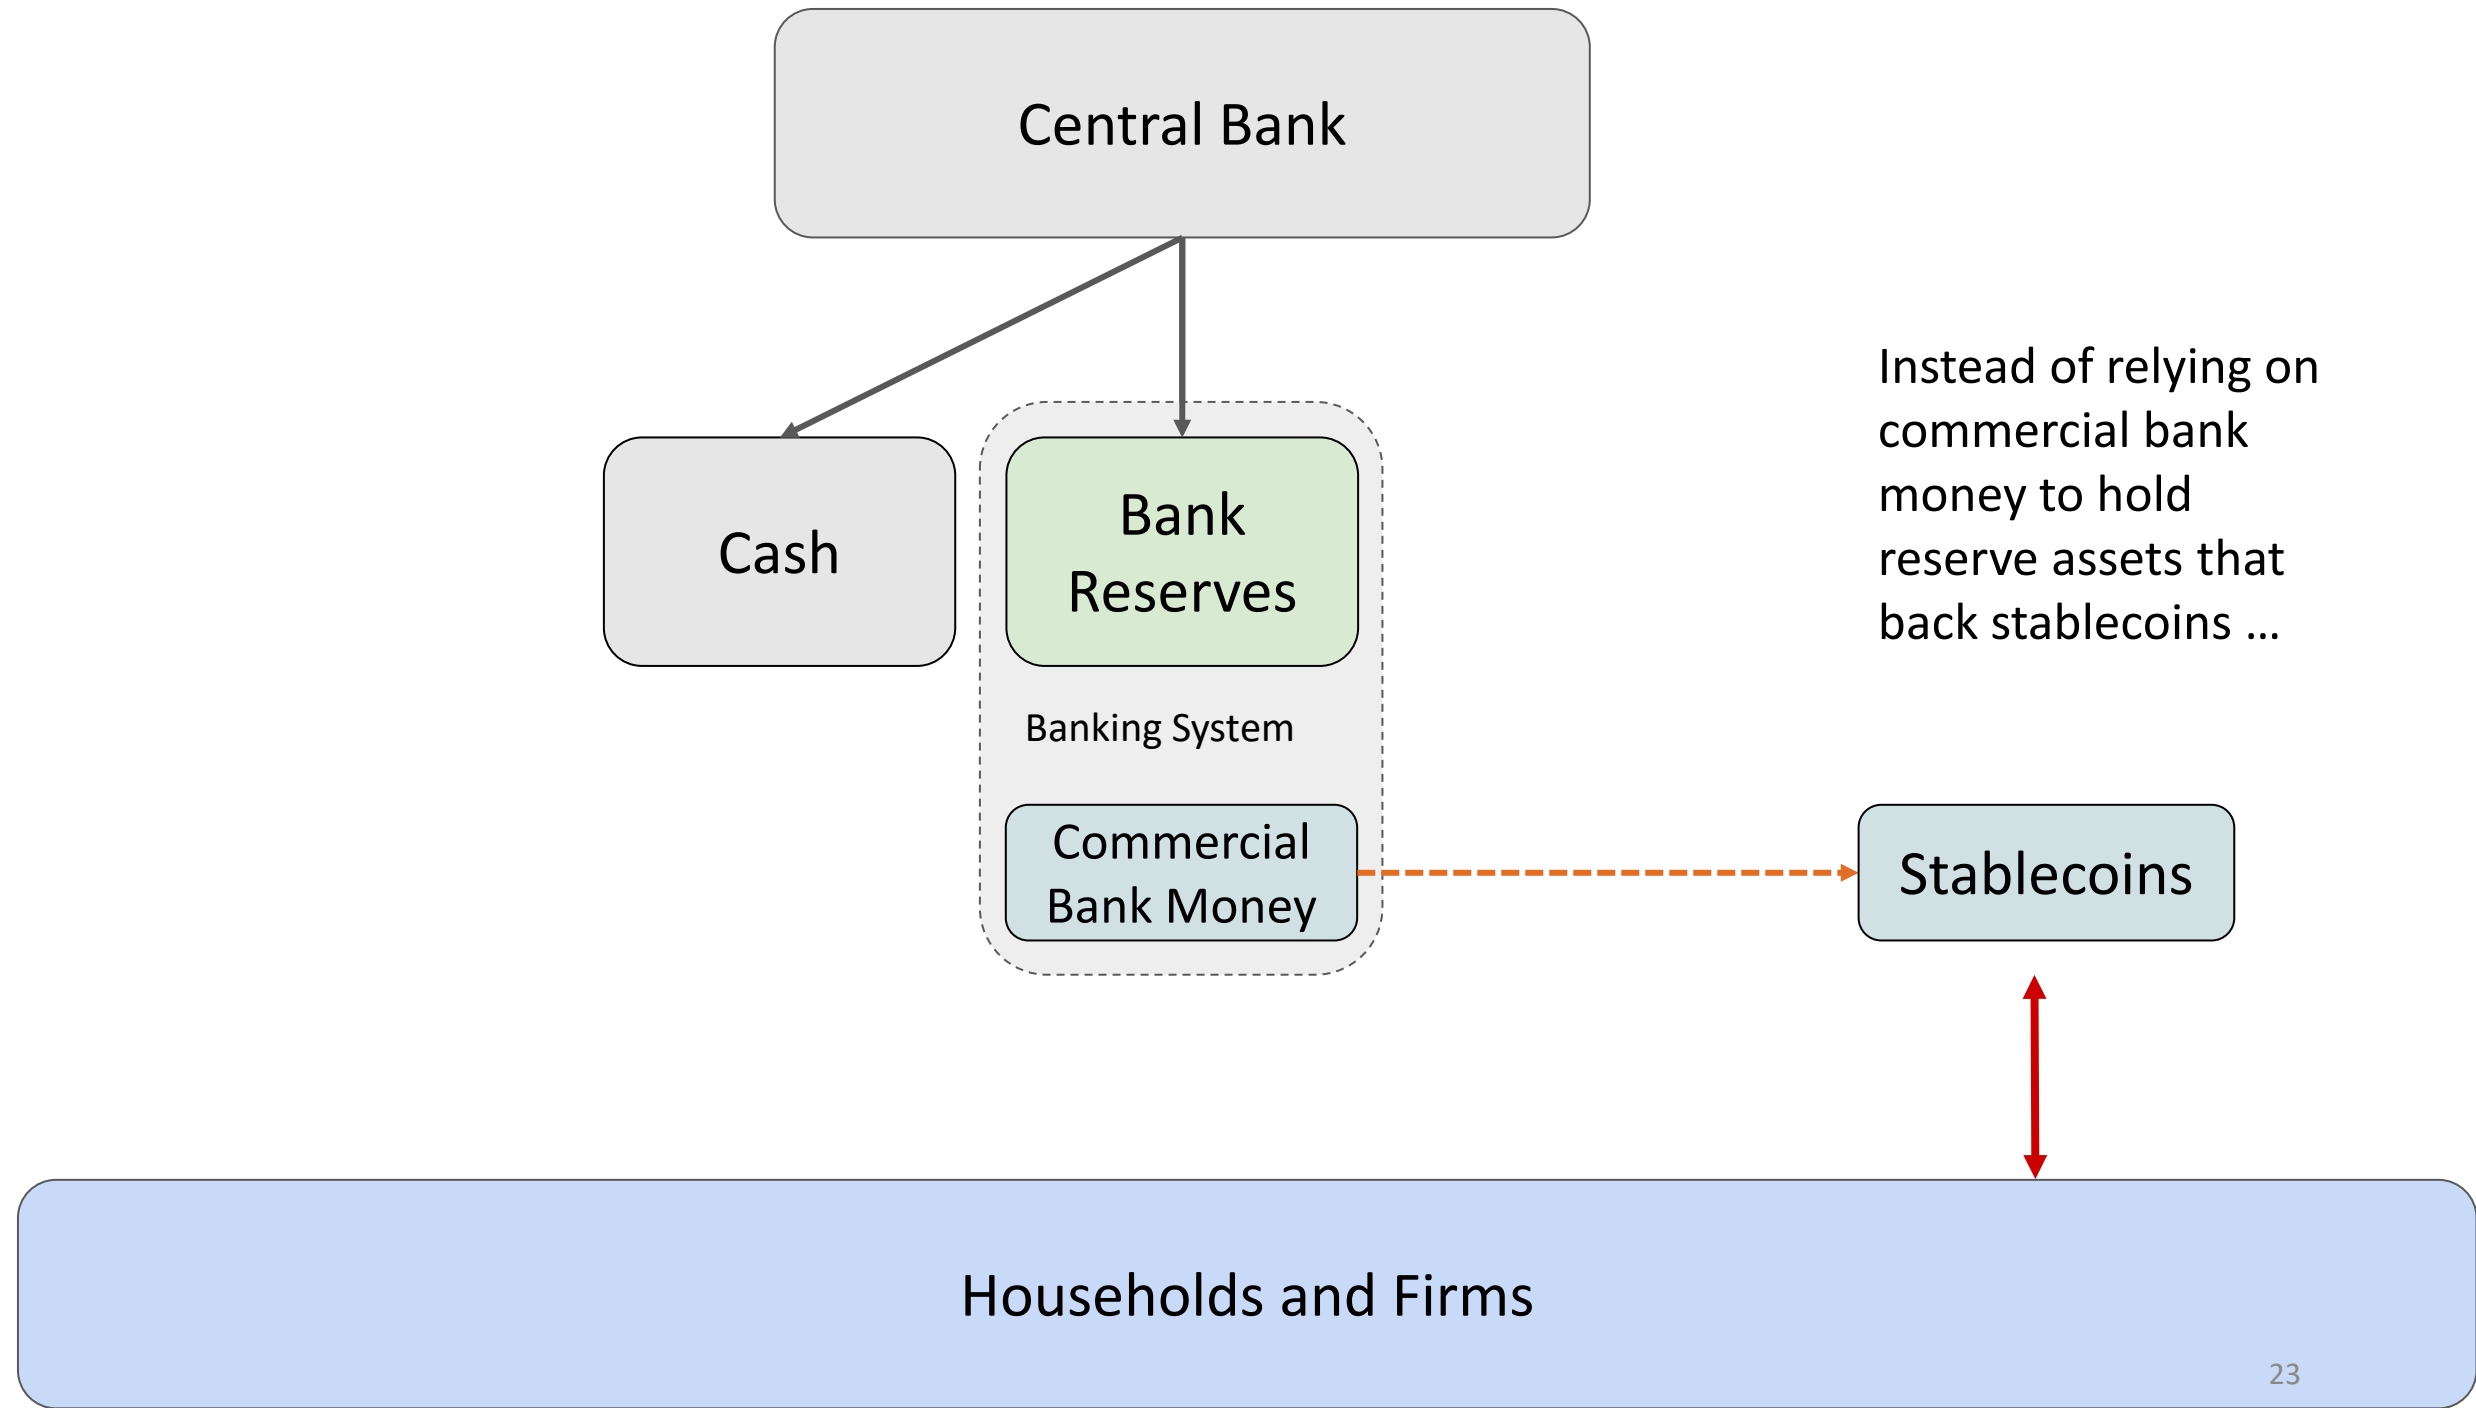 Central Bank
Instead of relying on
commercial bank
money to hold
reserve assets that
back stablecoins ...
Cash
Bank
Reserves
Banking System
Commercial
Bank Money
Stablecoins
Households and Firms
23